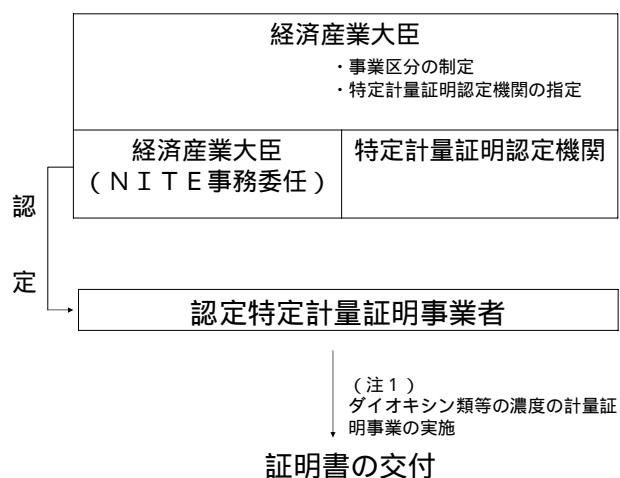 経済産業大臣
・事業区分の制定
・特定計量証明認定機関の指定
経済産業大臣
(NITE事務委任)
特定計量証明認定機関
認
定
認定特定計量証明事業者
(注1)
ダイオキシン類等の濃度の計量証
明事業の実施
証明書の交付